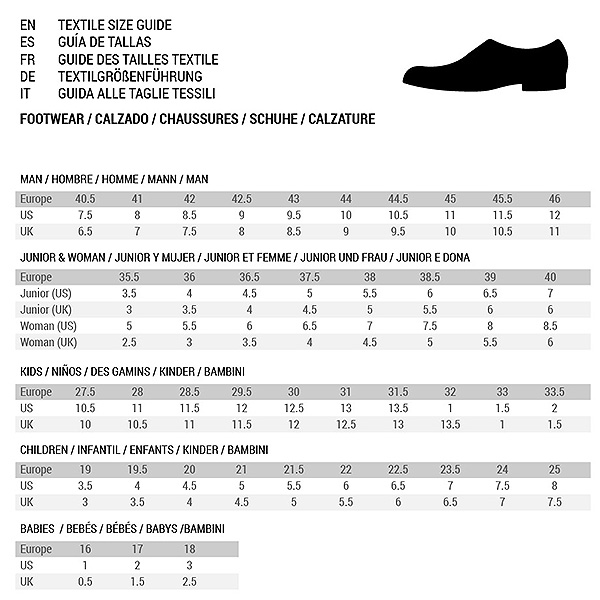 EN TEXTILE SIZE GUIDE
ES GUÍA DE TALLAS
FR GUIDE DES TAILLES TEXTILE
DE TEXTILGRÖßENFÜHRUNG
IT GUIDA ALLE TAGLIE TESSILI
FOOTWEAR / CALZADO / CHAUSSURES / SCHUHE / CALZATURE
MAN / HOMBRE / HOMME / MANN / MAN
Europe 40.5 41 42 42.5 43 44 44.5 45 45.5 46
US 7.5 8 8.5 9 9.5 10 10.5 11 11.5 12
UK 6.5 7 7.5 8 8.5 9 9.5 10 10.5 11
JUNIOR & WOMAN / JUNIOR Y MUJER / JUNIOR ET FEMME / JUNIOR UND FRAU / JUNIOR E DONA
Europe 35.5 36 36.5 37.5 38 38.5 39 40
Junior (US) 3.5 4 4.5 5 5.5 6 6.5 7
Junior (UK) 3 3.5 4 4.5 5 5.5 6 6
Woman (US) 5 5.5 6 6.5 7 7.5 8 8.5
Woman (UK) 2.5 3 3.5 4 4.5 5 5.5 6
KIDS / NIÑOS / DES GAMINS / KINDER / BAMBINI
Europe 27.5 28 28.5 29.5 30 31 31.5 32 33 33.5
US 10.5 11 11.5 12 12.5 13 13.5 1 1.5 2
UK 10 10.5 11 11.5 12 12.5 13 13.5 1 1.5
CHILDREN / INFANTIL / ENFANTS / KINDER / BAMBINI
Europe 19 19.5 20 21 21.5 22 22.5 23.5 24 25
US 3.5 4 4.5 5 5.5 6 6.5 7 7.5 8
UK 3 3.5 4 4.5 5 5.5 6 6.5 7 7.5
BABIES / BEBÉS / BÉBÉS / BABYS /BAMBINI
Europe 16 17 18
US 1 2 3
UK 0.5 1.5 2.5